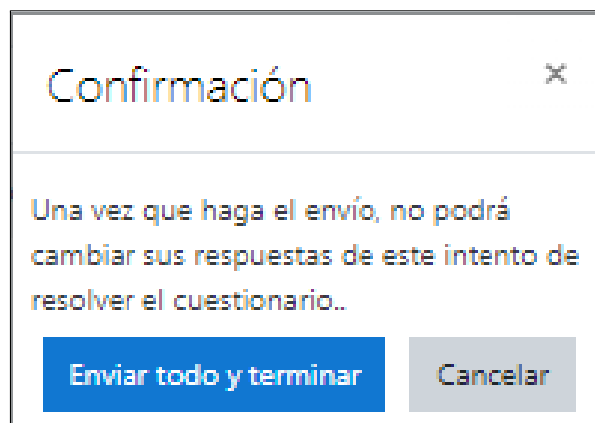 Confirmación
Una vez que haga el envío, no podrá
cambiar sus respuestas de este intento de
resolver el cuestionario..
Enviar todo y terminar
Cancelar